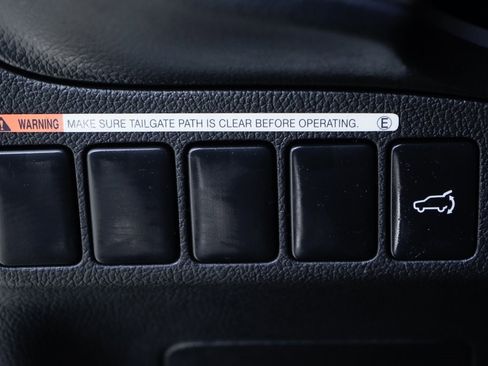 WARNING MAKE SURE TAILGATE PATH IS CLEAR BEFORE OPERATING. E